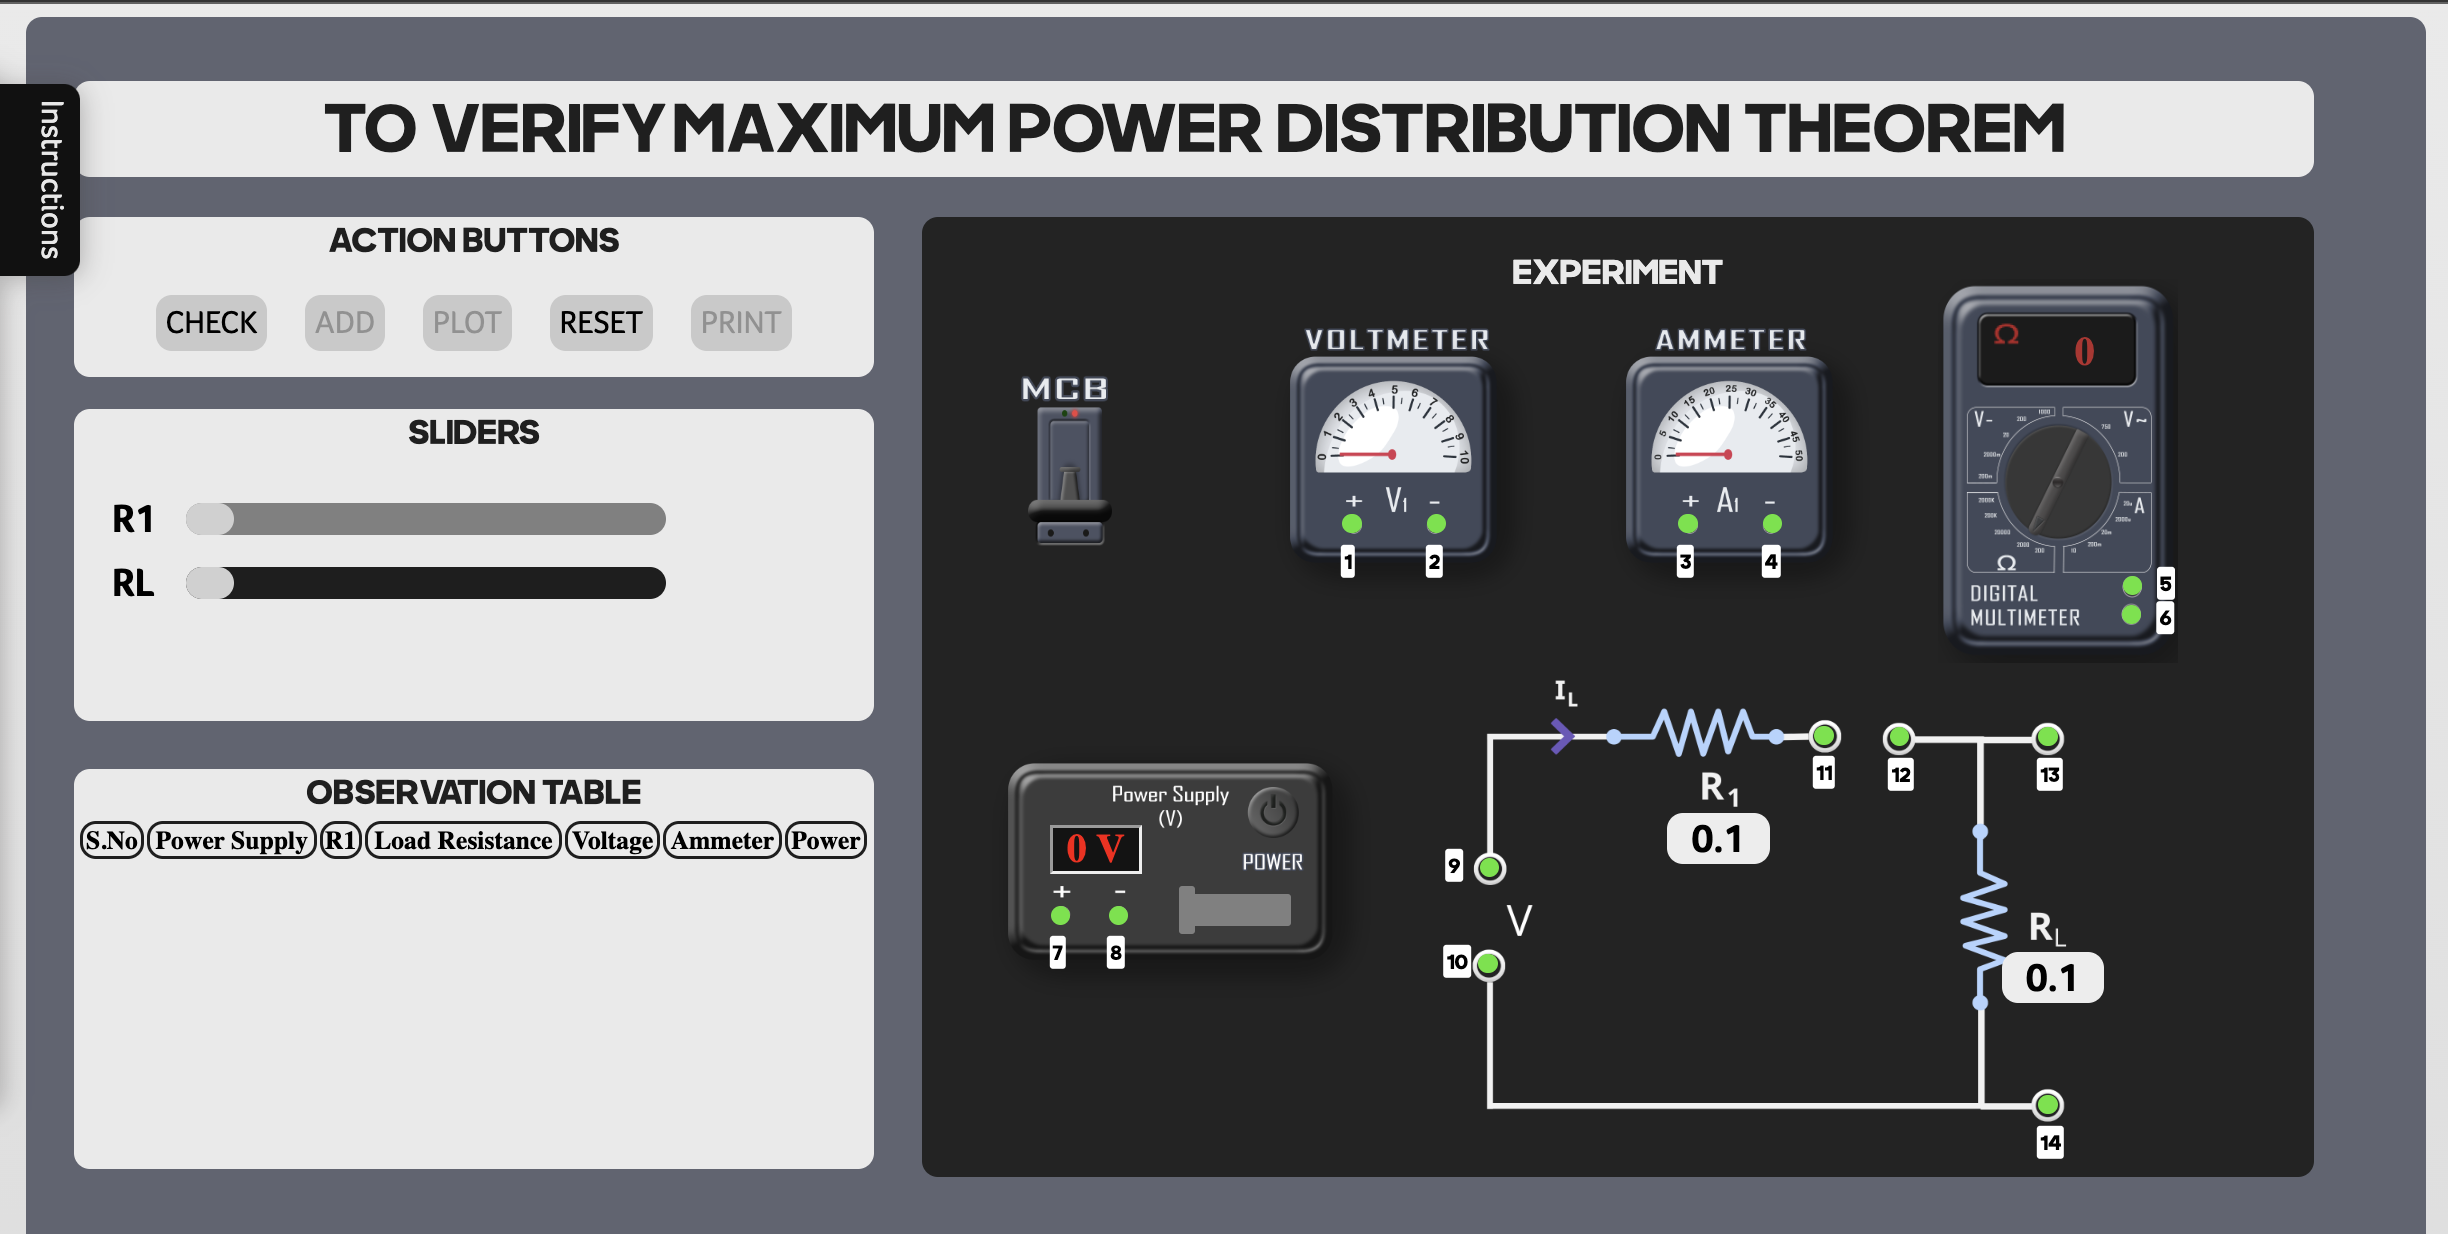 Instructions
TO VERIFY MAXIMUM POWER DISTRIBUTION THEOREM
ACTION BUTTONS
CHECK ADD PLOT RESET PRINT
SLIDERS
R1
RL
OBSERVATION TABLE
S.No Power Supply R1 Load Resistance Voltage Ammeter Power
EXPERIMENT
MCB
VOLTMETER
0 1 2 3 4 5 6 7 8 9 10
+ V1 -
1 2
AMMETER
0 5 10 15 20 25 30 35 40 45 50
+ A1 -
3 4
Ω 0
V- V~
A
Ω
DIGITAL
MULTIMETER
5
6
Power Supply
(V)
0 V
POWER
+ -
7 8
IL
R1
0.1
11 12 13
9
V
10
RL
0.1
14